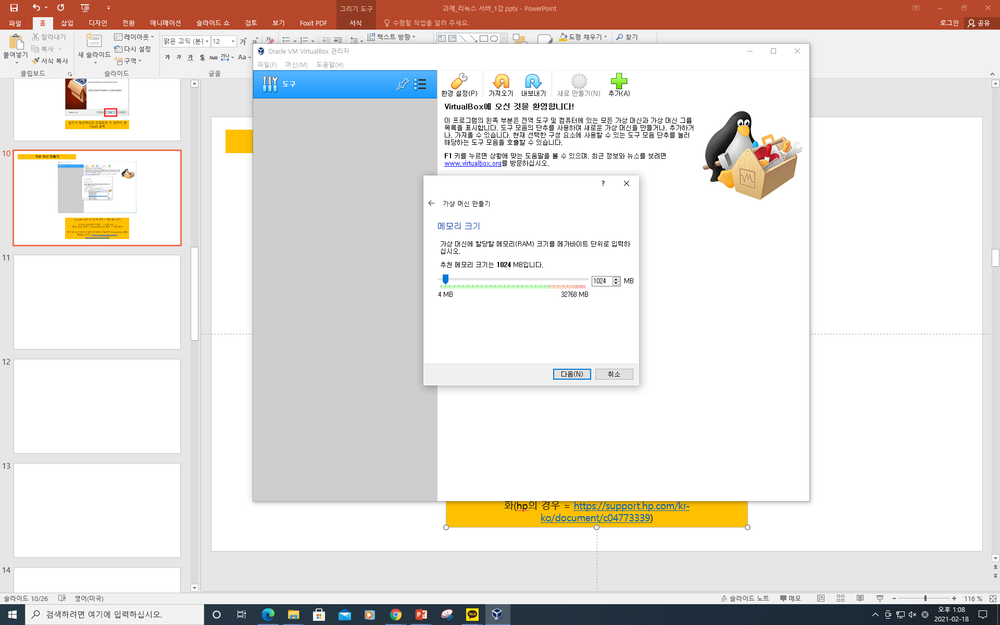 그리기 도구
과제_리눅스 서버_1강.pptx - PowerPoint
파일 홈 삽입 디자인 전환 애니메이션 슬라이드 쇼 검토 보기 Foxit PDF 서식 수행할 작업을 알려 주세요.
로그인 공유
붙여넣기
잘라내기
복사
서식 복사
클립보드
새 슬라이드
레이아웃
다시 설정
구역
슬라이드
맑은 고딕 (본 12
글꼴
텍스트 방향
도형 채우기
찾기
Oracle VM VirtualBox 관리자
파일(F) 머신(M) 도움말(H)
도구
환경 설정(P) 가져오기 내보내기 새로 만들기(N) 추가(A)
VirtualBox에 오신 것을 환영합니다!
이 프로그램의 왼쪽 부분은 전역 도구 및 컴퓨터에 있는 모든 가상 머신과 가상 머신 그룹
목록을 표시합니다. 도구 모음의 단추를 사용하여 새로운 가상 머신을 만들거나, 추가하거
나, 가져올 수 있습니다. 현재 선택한 구성 요소에 사용할 수 있는 도구 모음 단추를 눌러
해당하는 도구 모음을 호출할 수 있습니다.
F1 키를 누르면 상황에 맞는 도움말을 볼 수 있으며, 최근 정보와 뉴스를 보려면
www.virtualbox.org를 방문하십시오.
가상 머신 만들기
메모리 크기
가상 머신에 할당할 메모리(RAM) 크기를 메가바이트 단위로 입력하
십시오.
추천 메모리 크기는 1024 MB입니다.
1024 MB
4 MB 32768 MB
다음(N) 취소
화(hp의 경우 = https://support.hp.com/kr-
ko/document/c04773339)
설치가 정상적으로 완료되면 이 화면이 뜸
Finish 클릭
10
가상 머신 만들기
11
12
13
14
슬라이드 10/26 영어(미국)
슬라이드 노트 메모 116 %
검색하려면 여기에 입력하십시오.
TALK
오후 1:08
2021-02-18